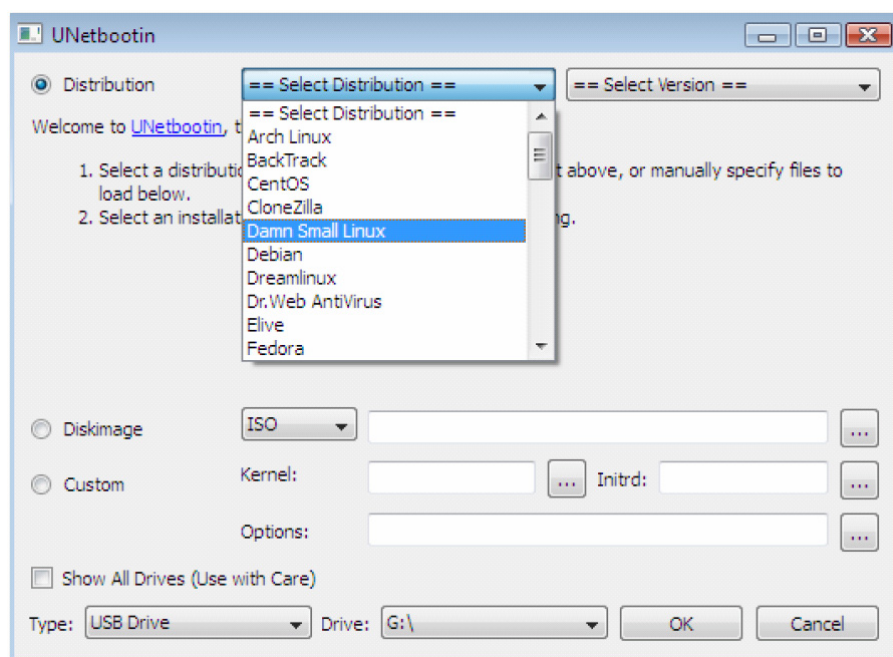 UNetbootin
Distribution == Select Distribution == == Select Version ==
== Select Distribution ==
Arch Linux
BackTrack
CentOS
CloneZilla
Damn Small Linux
Debian
Dreamlinux
Dr.Web AntiVirus
Elive
Fedora
Welcome to UNetbootin, t
1. Select a distributi t above, or manually specify files to
load below.
2. Select an installat ng.
Diskimage ISO ...
Custom Kernel: ... Initrd: ...
Options: ...
Show All Drives (Use with Care)
Type: USB Drive Drive: G:\ OK Cancel